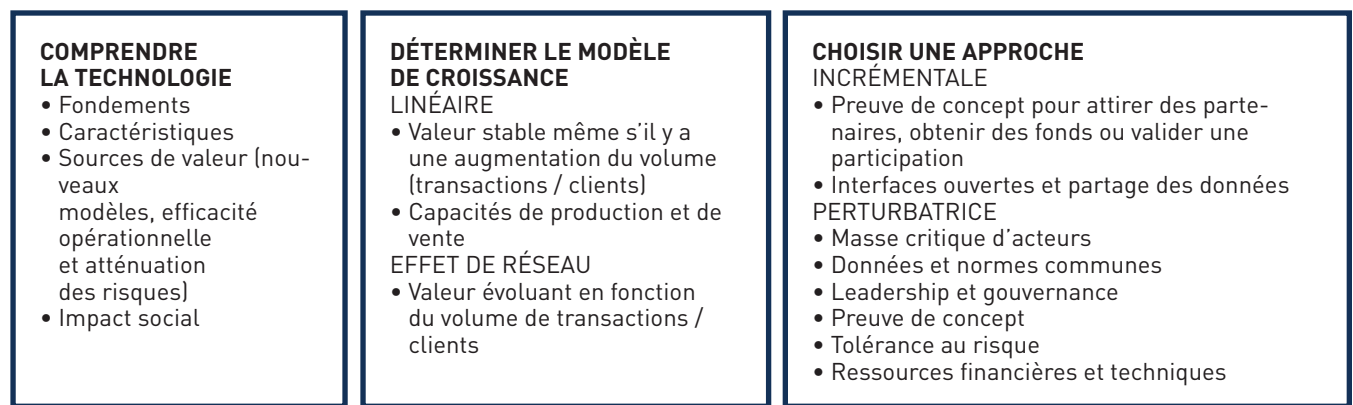 COMPRENDRE
LA TECHNOLOGIE
• Fondements
• Caractéristiques
• Sources de valeur (nou-
veaux
modèles, efficacité
opérationnelle
et atténuation
des risques)
• Impact social
DÉTERMINER LE MODÈLE
DE CROISSANCE
LINÉAIRE
• Valeur stable même s’il y a
une augmentation du volume
(transactions / clients)
• Capacités de production et de
vente
EFFET DE RÉSEAU
• Valeur évoluant en fonction
du volume de transactions /
clients
CHOISIR UNE APPROCHE
INCRÉMENTALE
• Preuve de concept pour attirer des parte-
naires, obtenir des fonds ou valider une
participation
• Interfaces ouvertes et partage des données
PERTURBATRICE
• Masse critique d’acteurs
• Données et normes communes
• Leadership et gouvernance
• Preuve de concept
• Tolérance au risque
• Ressources financières et techniques